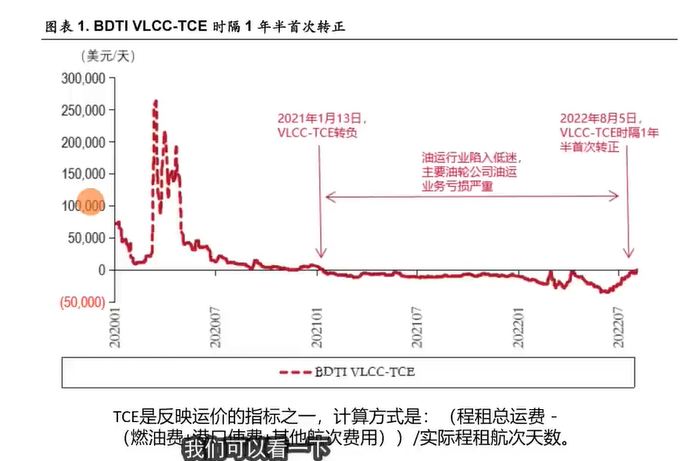 图表 1. BDTI VLCC-TCE 时隔 1 年半首次转正
(美元/天)
300,000
250,000
200,000
150,000
100,000
50,000
0
(50,000)
2021年1月13日,
VLCC-TCE转负
2022年8月5日,
VLCC-TCE时隔1年
半首次转正
油运行业陷入低迷,
主要油轮公司油运
业务亏损严重
202001
202007
202101
202107
202201
202207
BDTI VLCC-TCE
TCE是反映运价的指标之一，计算方式是：（程租总运费 -
（燃油费+港口使费+其他航次费用））/实际程租航次天数。
我们可以看一下